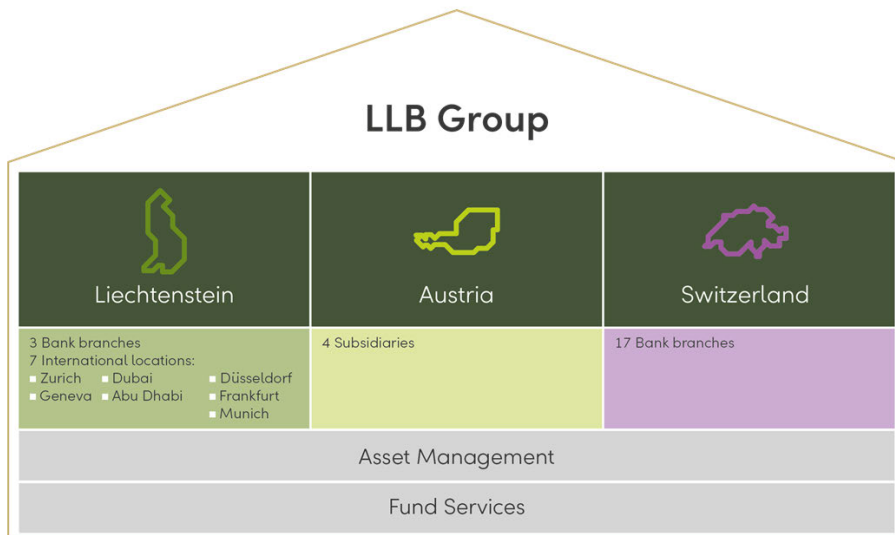 LLB Group
Liechtenstein
Austria
Switzerland
3 Bank branches
7 International locations:
Zurich Dubai Düsseldorf
Geneva Abu Dhabi Frankfurt
Munich
4 Subsidiaries
17 Bank branches
Asset Management
Fund Services